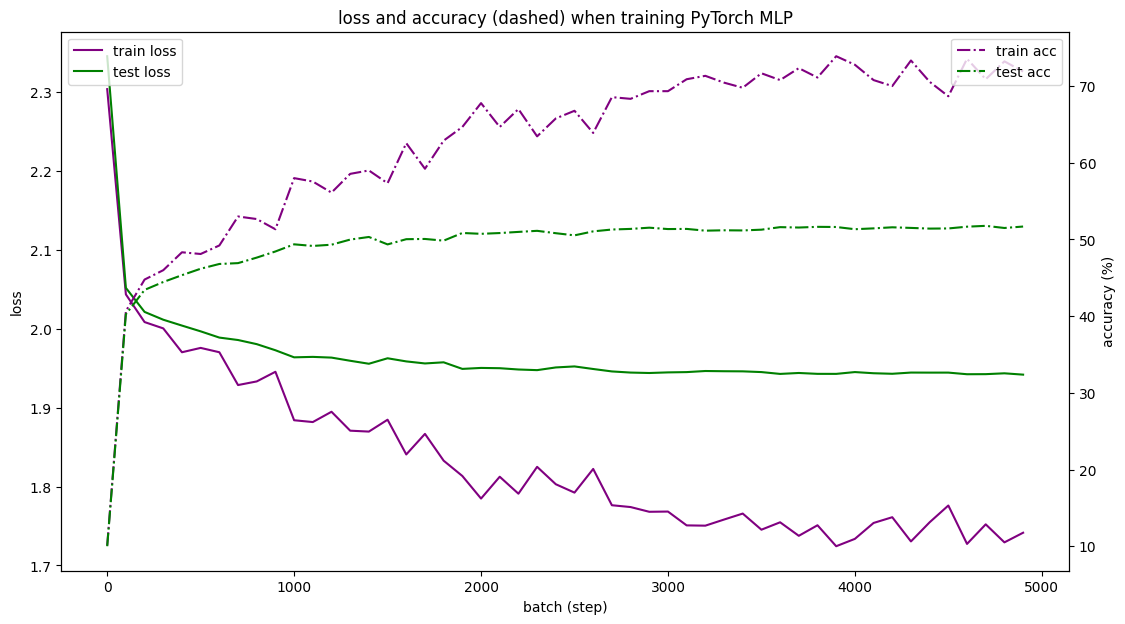 loss and accuracy (dashed) when training PyTorch MLP
train loss
test loss
train acc
test acc
2.3
2.2
2.1
2.0
1.9
1.8
1.7
loss
70
60
50
40
30
20
10
accuracy (%)
0 1000 2000 3000 4000 5000
batch (step)